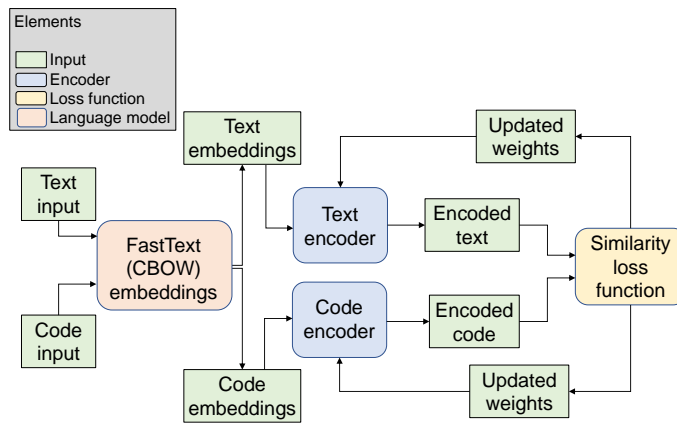 Elements
Input
Encoder
Loss function
Language model
Text
embeddings
Updated
weights
Text
input
Text
encoder
Encoded
text
FastText
(CBOW)
embeddings
Similarity
loss
function
Code
input
Code
encoder
Encoded
code
Code
embeddings
Updated
weights